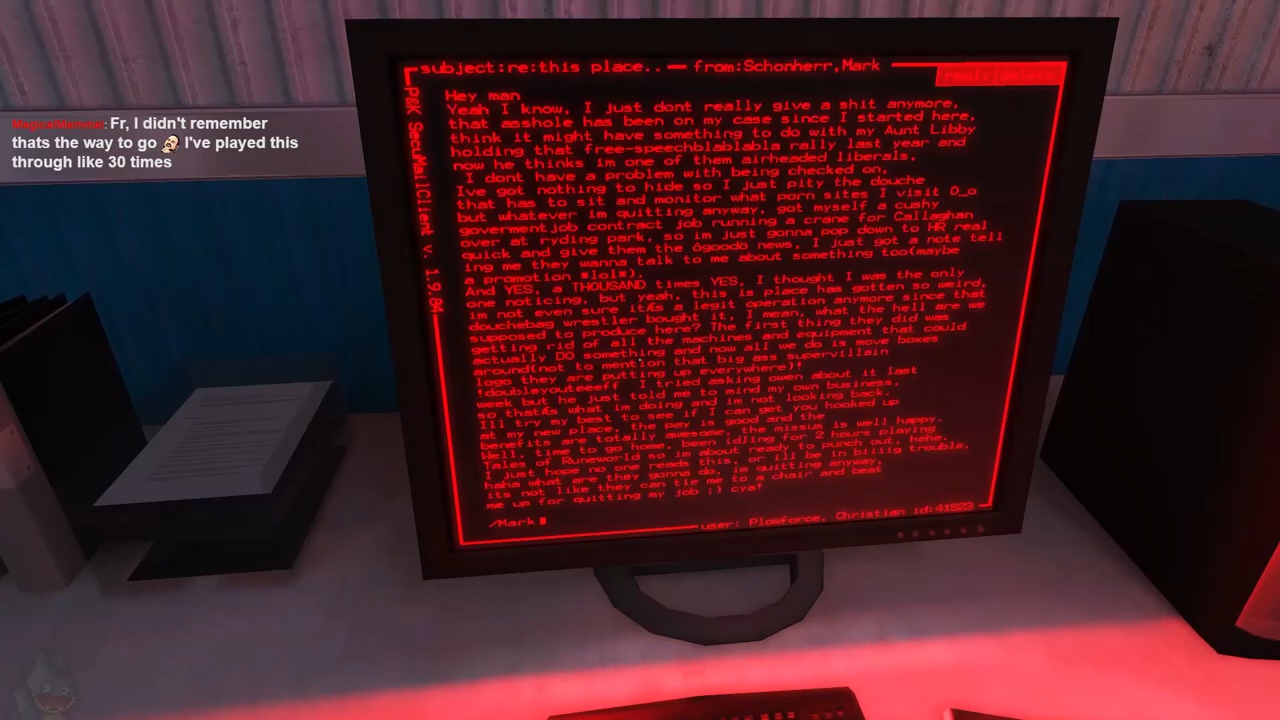 Fr, I didn't remember
thats the way to go I've played this
through like 30 times
subject:re:this place.. from:Schonherr,Mark
reply delete
P&K SecuMailClient v. 1.9.84
Hey man
Yeah I know, I just dont really give a shit anymore,
that asshole has been on my case since I started here,
think it might have something to do with my Aunt Libby
holding that free-speechblablabla rally last year and
now he thinks im one of them airheaded liberals.
I dont have a problem with being checked on,
Ive got nothing to hide so I just pity the douche
that has to sit and monitor what porn sites I visit O_o
but whatever im quitting anyway, got myself a cushy
govermentjob contract job running a crane for Callaghan
over at ryding park, so im just gonna pop down to HR real
quick and give them the ôgoodö news, I just got a note tell
ing me they wanna talk to me about something too(maybe
a promotion *lol*).
And YES, a THOUSAND times YES, I thought I was the only
one noticing, but yeah, this is place has gotten so weird,
im not even sure itÆs a legit operation anymore since that
douchebag wrestler bought it, I mean, what the hell are we
supposed to produce here? The first thing they did was
getting rid of all the machines and equipment that could
actually DO something and now all we do is move boxes
around(not to mention that big ass supervillain
logo they are putting up everywhere)!
!doubleyouteeeff! I tried asking owen about it last
week but he just told me to mind my own business.
so thatÆs what im doing and im not looking back.
Ill try my best to see if I can get you hooked up
at my new place, the pay is good and the
benefits are totally awesome, the missus is well happy.
Well, time to go home, been idling for 2 hours playing
Tales of Runeworld so im about ready to punch out, hehe.
I just hope no one reads this, or ill be in biiiig trouble,
haha what are they gonna do, im quitting anyway,
its not like they can tie me to a chair and beat
me up for quitting my job ;) cya!
/Mark
user: Plowforce, Christian id:41523